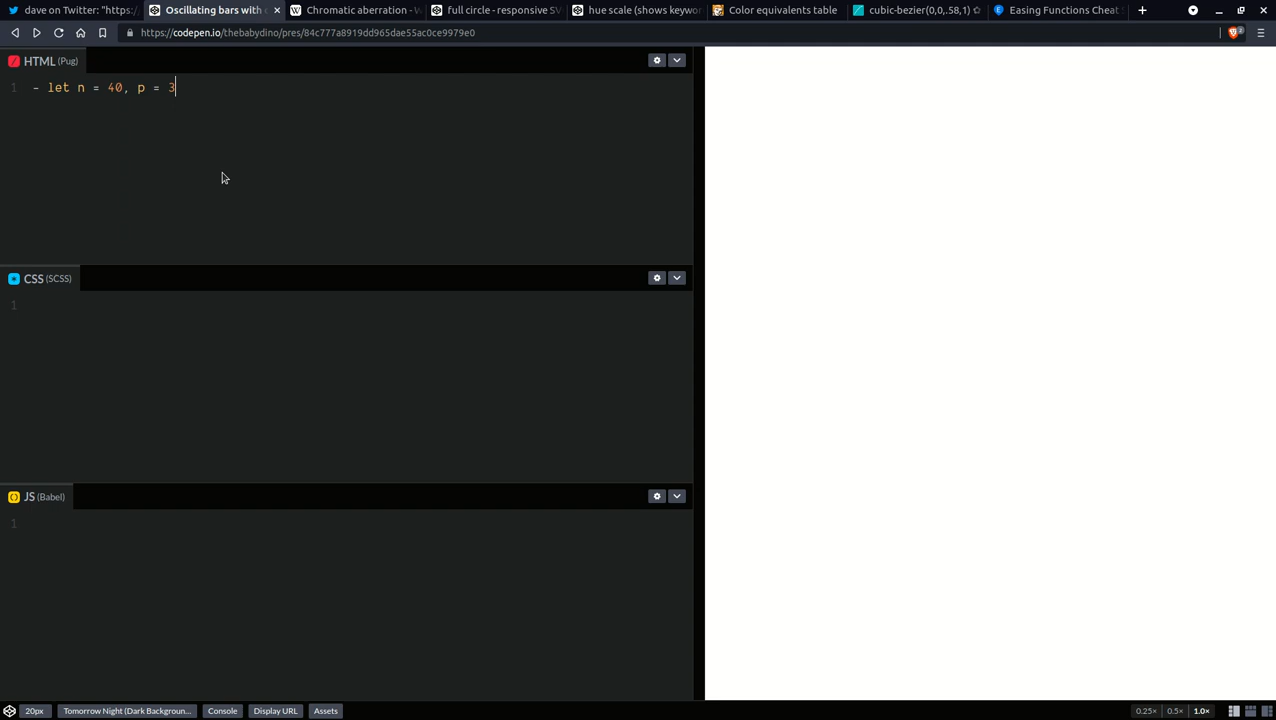 dave on Twitter: "https:/
Oscillating bars with
Chromatic aberration - W
full circle - responsive SV
hue scale (shows keywor
Color equivalents table
cubic-bezier(0,0,.58,1)
Easing Functions Cheat S
https://codepen.io/thebabydino/pres/84c777a8919dd965dae55ac0ce9979e0
2
HTML (Pug)
1 - let n = 40, p = 3
CSS (SCSS)
1
JS (Babel)
1
20px Tomorrow Night (Dark Backgroun... Console Display URL Assets 0.25× 0.5× 1.0×